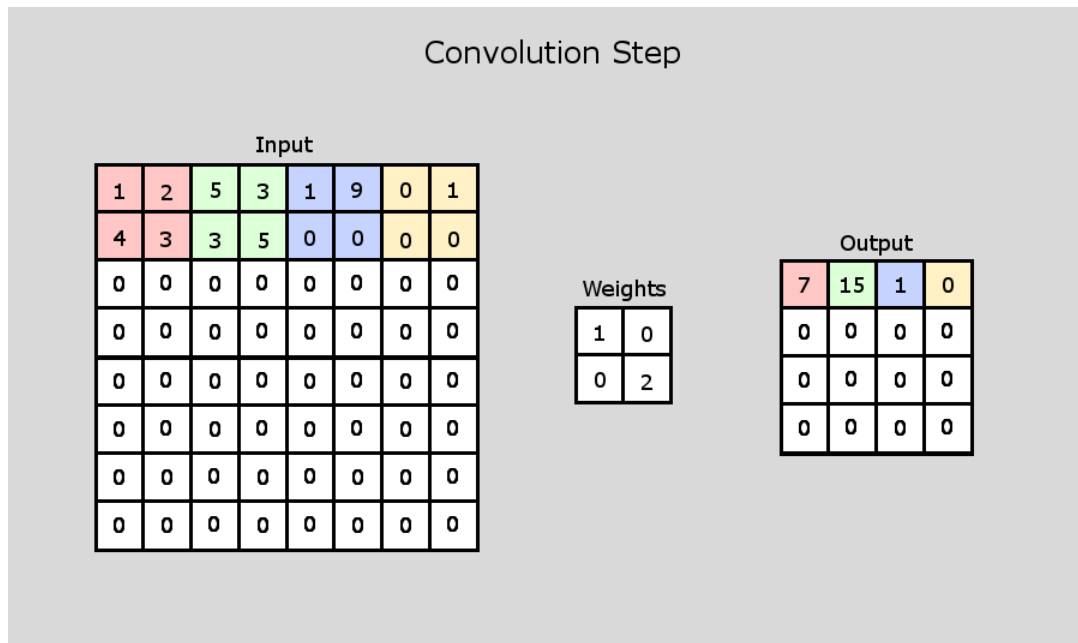 Convolution Step
Input
1 2 5 3 1 9 0 1
4 3 3 5 0 0 0 0
0 0 0 0 0 0 0 0
0 0 0 0 0 0 0 0
0 0 0 0 0 0 0 0
0 0 0 0 0 0 0 0
0 0 0 0 0 0 0 0
0 0 0 0 0 0 0 0
Weights
1 0
0 2
Output
7 15 1 0
0 0 0 0
0 0 0 0
0 0 0 0